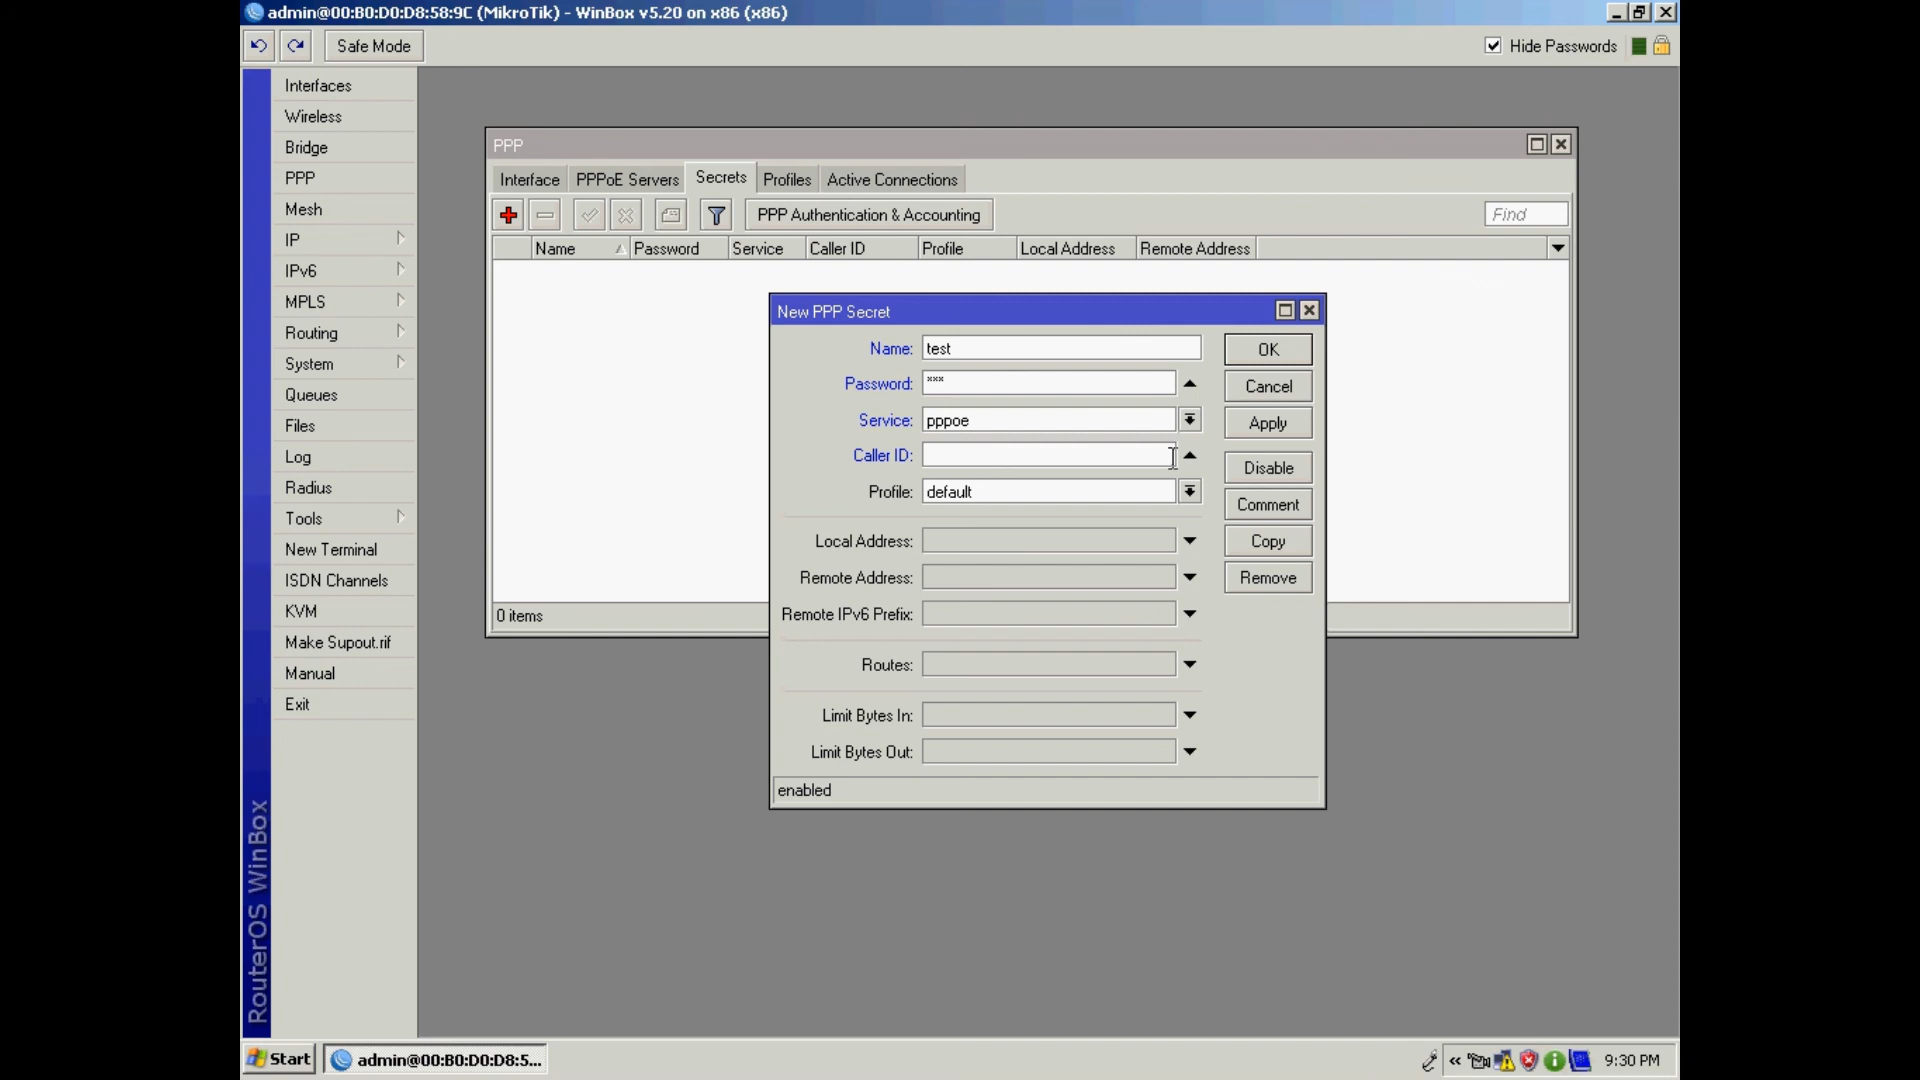 admin@00:B0:D0:D8:58:9C (MikroTik) - WinBox v5.20 on x86 (x86)
Safe Mode
Hide Passwords
Interfaces
Wireless
Bridge
PPP
Mesh
IP
IPv6
MPLS
Routing
System
Queues
Files
Log
Radius
Tools
New Terminal
ISDN Channels
KVM
Make Supout.rif
Manual
Exit
RouterOS WinBox
PPP
Interface PPPoE Servers Secrets Profiles Active Connections
PPP Authentication & Accounting Find
Name Password Service Caller ID Profile Local Address Remote Address
0 items
New PPP Secret
Name: test OK
Password: *** Cancel
Service: pppoe Apply
Caller ID: Disable
Profile: default Comment
Local Address: Copy
Remote Address: Remove
Remote IPv6 Prefix:
Routes:
Limit Bytes In:
Limit Bytes Out:
enabled
Start admin@00:B0:D0:D8:5... « 9:30 PM